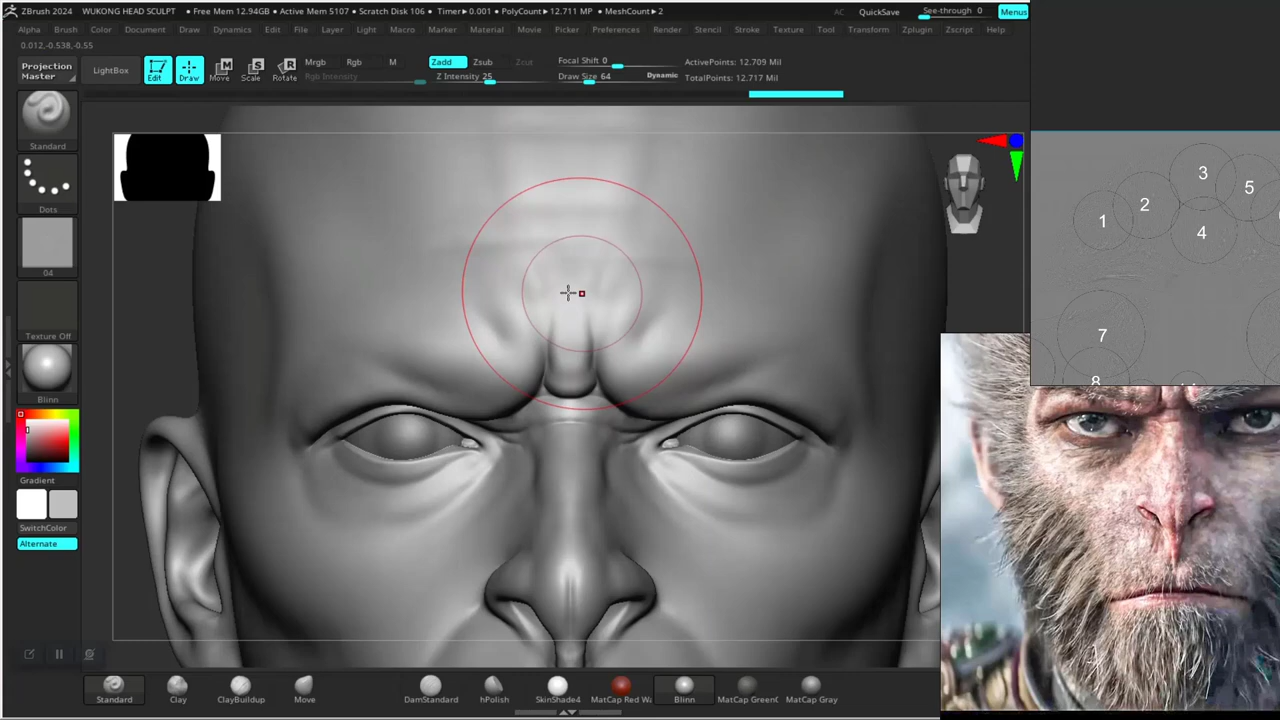 ZBrush 2024 WUKONG HEAD SCULPT • Free Mem 12.94GB • Active Mem 5107 • Scratch Disk 106 • Timer▸0.001 • PolyCount▸12.711 MP • MeshCount▸2 AC QuickSave See-through 0 Menus
Alpha Brush Color Document Draw Dynamics Edit File Layer Light Macro Marker Material Movie Picker Preferences Render Stencil Stroke Texture Tool Transform Zplugin Zscript Help
0.012,-0.538,-0.55
Projection Master
LightBox
Edit
Draw
M
Move
S
Scale
R
Rotate
Mrgb Rgb M
Rgb Intensity
Zadd Zsub Zcut
Z Intensity 25
Focal Shift 0
Draw Size 64 Dynamic
ActivePoints: 12.709 Mil
TotalPoints: 12.717 Mil
Standard
Dots
04
Texture Off
Blinn
Gradient
SwitchColor
Alternate
1
2
3
4
5
7
8
Standard Clay ClayBuildup Move DamStandard hPolish SkinShade4 MatCap Red Wa Blinn MatCap GreenC MatCap Gray